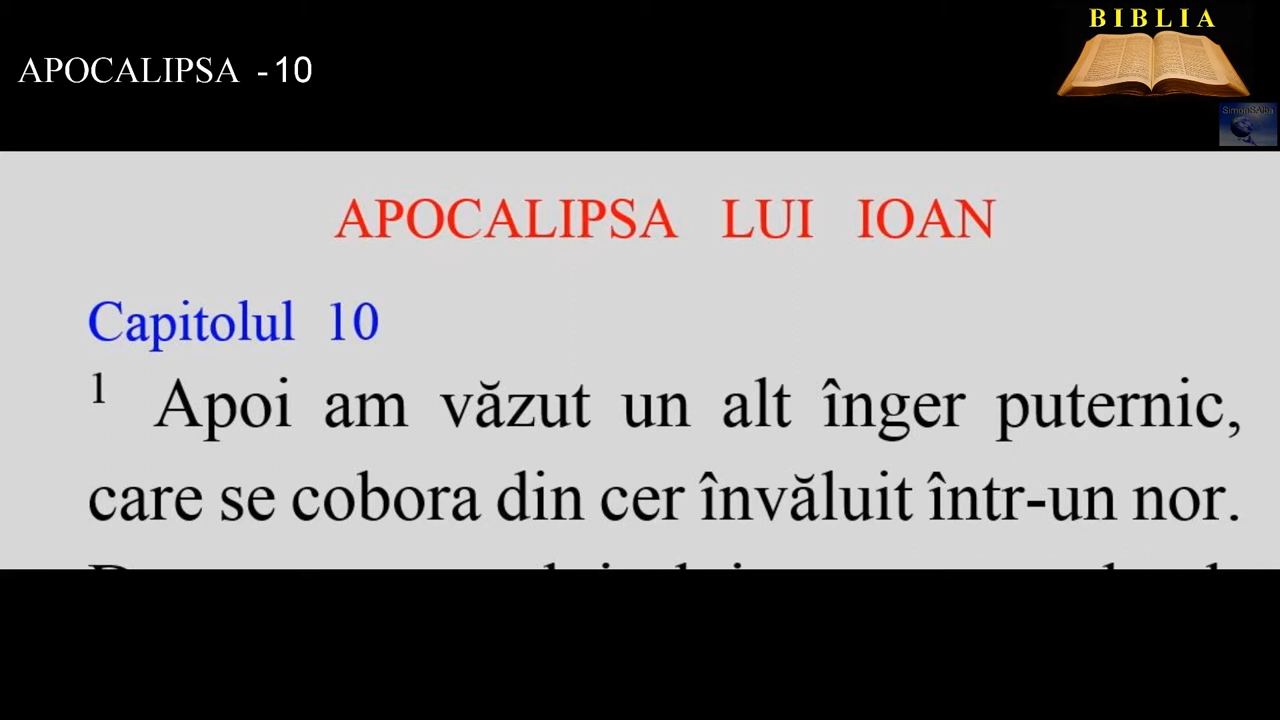 BIBLIA
APOCALIPSA - 10
SimonSAlba
APOCALIPSA LUI IOAN
Capitolul 10
1 Apoi am văzut un alt înger puternic,
care se cobora din cer învăluit într-un nor.